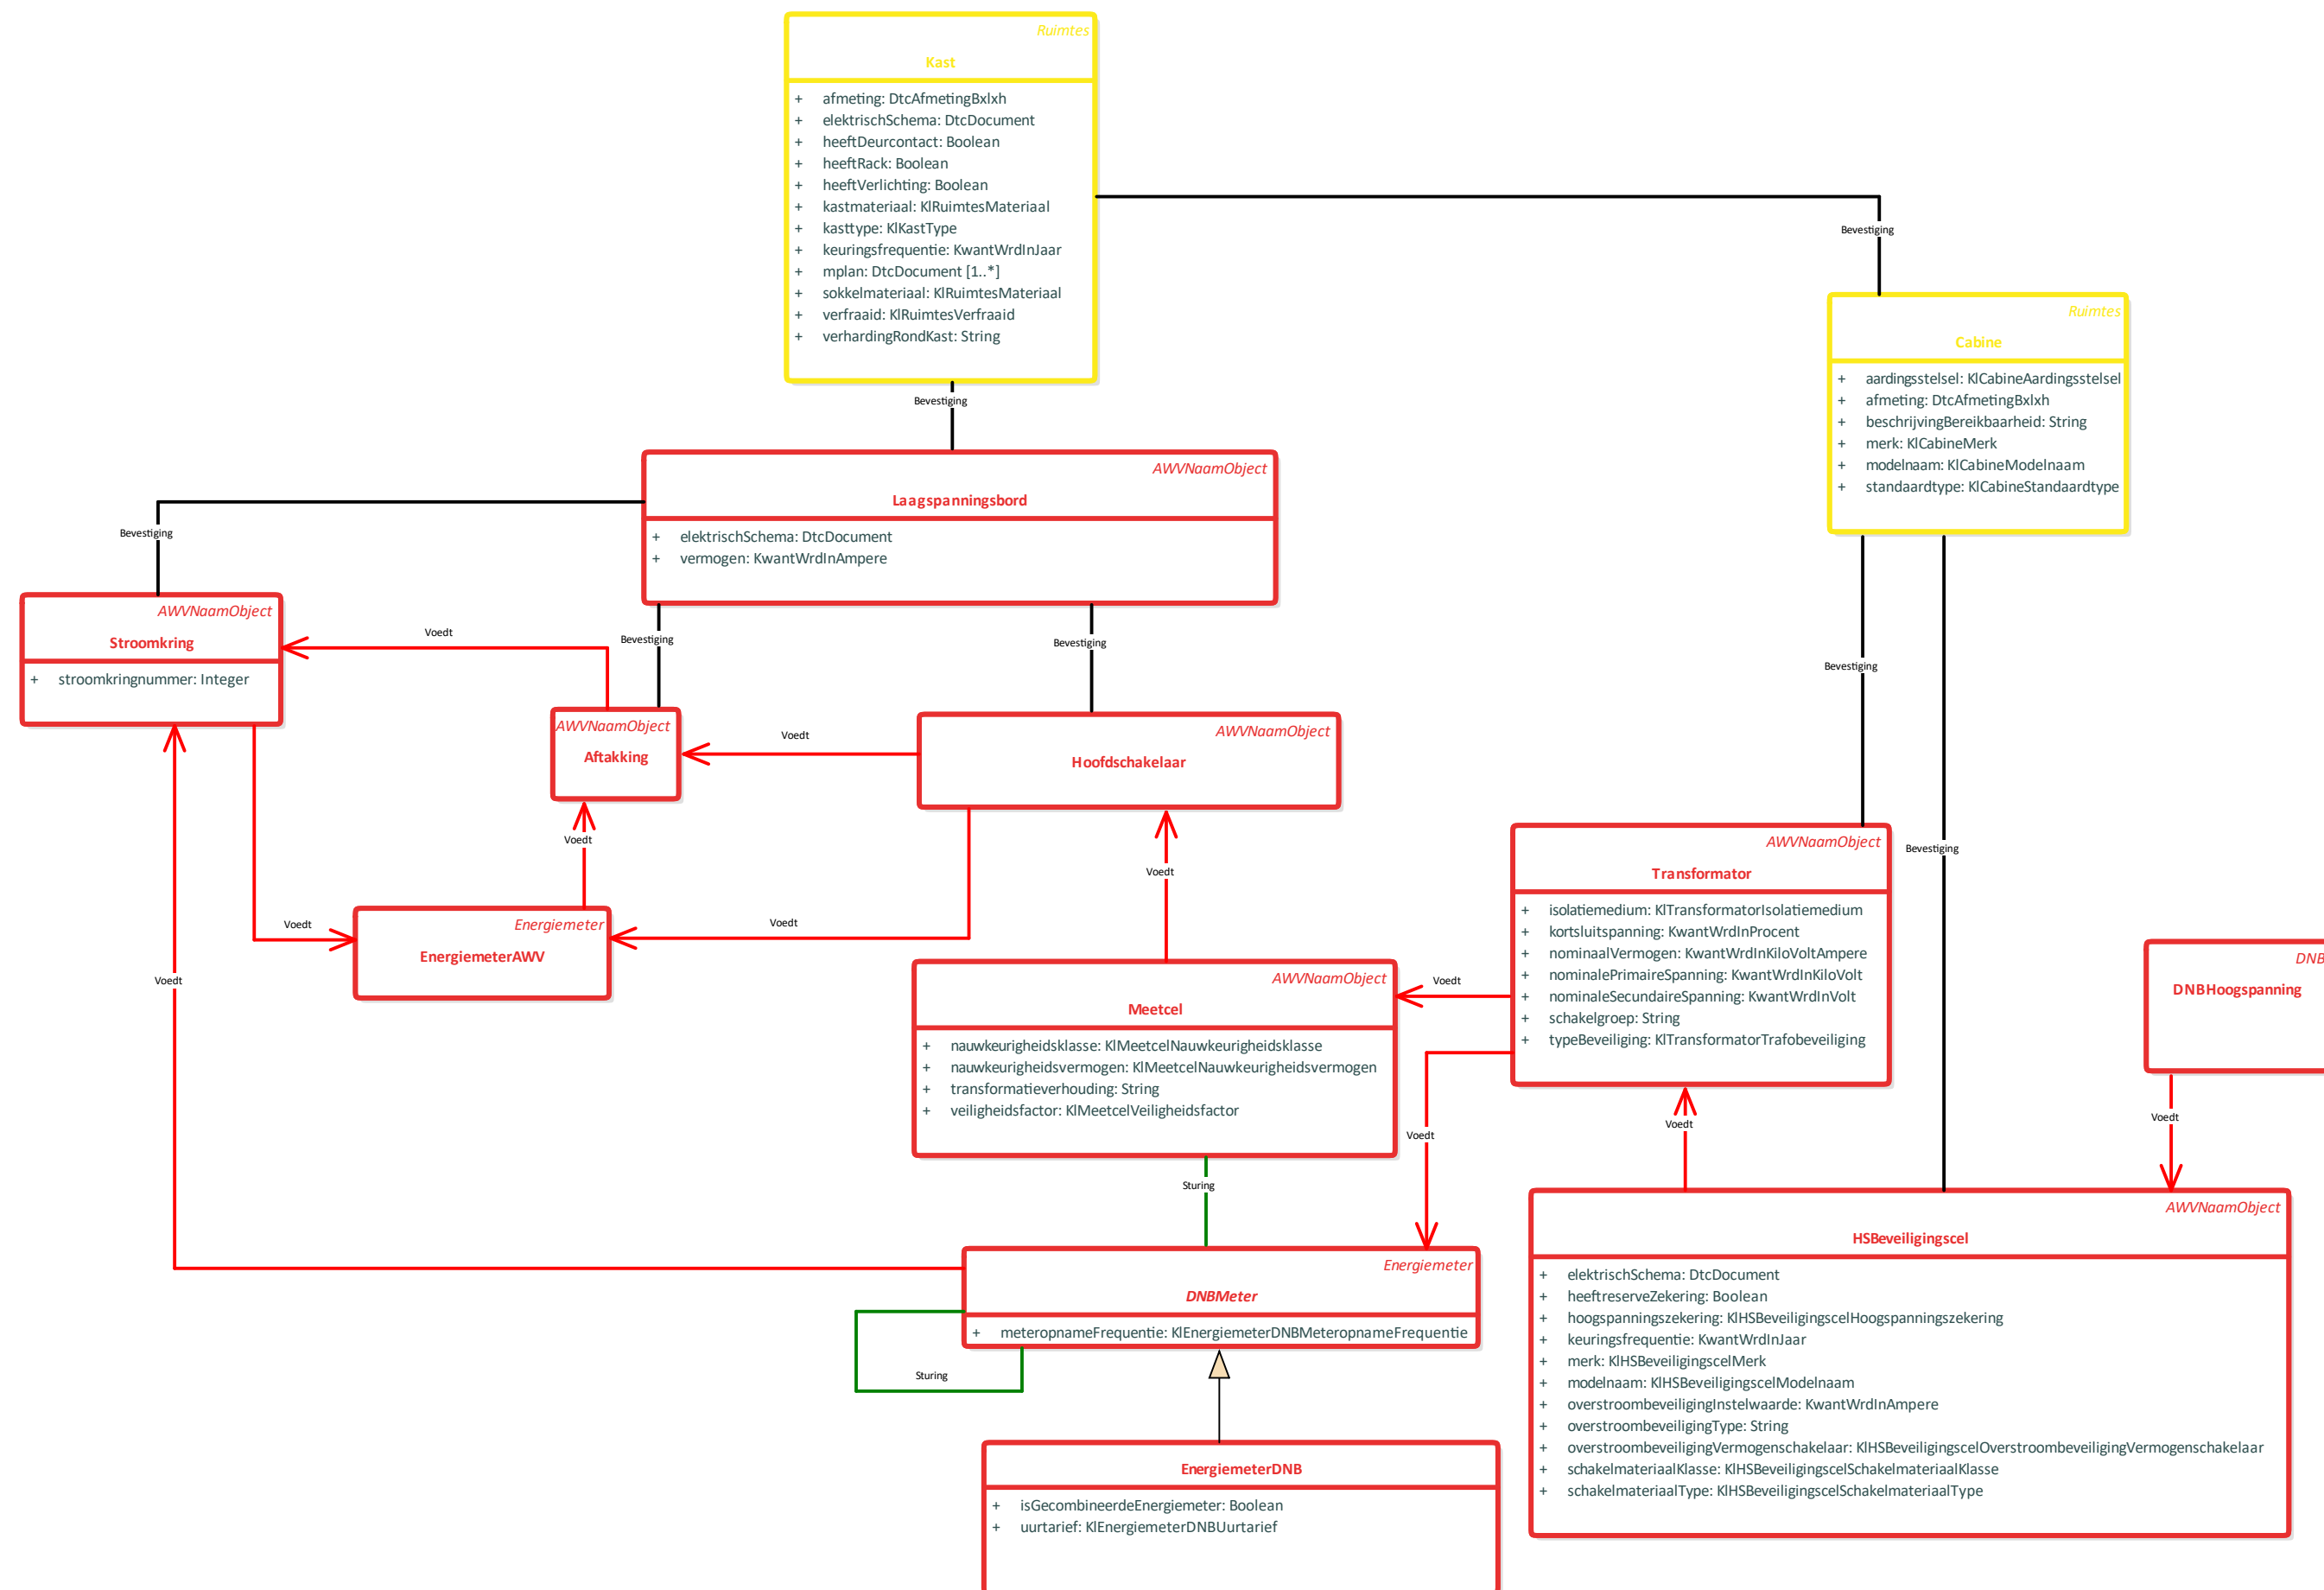 Ruimtes
Kast
+ afmeting: DtcAfmetingBxlxh
+ elektrischSchema: DtcDocument
+ heeftDeurcontact: Boolean
+ heeftRack: Boolean
+ heeftVerlichting: Boolean
+ kastmateriaal: KlRuimtesMateriaal
+ kasttype: KlKastType
+ keuringsfrequentie: KwantWrdInJaar
+ mplan: DtcDocument [1..*]
+ sokkelmateriaal: KlRuimtesMateriaal
+ verfraaid: KlRuimtesVerfraaid
+ verhardingRondKast: String
Bevestiging
Ruimtes
Cabine
+ aardingsstelsel: KlCabineAardingsstelsel
+ afmeting: DtcAfmetingBxlxh
+ beschrijvingBereikbaarheid: String
+ merk: KlCabineMerk
+ modelnaam: KlCabineModelnaam
+ standaardtype: KlCabineStandaardtype
Bevestiging
AWVNaamObject
Laagspanningsbord
+ elektrischSchema: DtcDocument
+ vermogen: KwantWrdInAmpere
Bevestiging
AWVNaamObject
Stroomkring
+ stroomkringnummer: Integer
Voedt
Bevestiging
Bevestiging
Bevestiging
AWVNaamObject
Aftakking
Voedt
AWVNaamObject
Hoofdschakelaar
Voedt
Voedt
Bevestiging
AWVNaamObject
Transformator
+ isolatiemedium: KlTransformatorIsolatiemedium
+ kortsluitspanning: KwantWrdInProcent
+ nominaalVermogen: KwantWrdInKiloVoltAmpere
+ nominalePrimaireSpanning: KwantWrdInKiloVolt
+ nominaleSecundaireSpanning: KwantWrdInVolt
+ schakelgroep: String
+ typeBeveiliging: KlTransformatorTrafobeveiliging
Voedt
Energiemeter
EnergiemeterAWV
Voedt
Voedt
AWVNaamObject
Meetcel
+ nauwkeurigheidsklasse: KlMeetcelNauwkeurigheidsklasse
+ nauwkeurigheidsvermogen: KlMeetcelNauwkeurigheidsvermogen
+ transformatieverhouding: String
+ veiligheidsfactor: KlMeetcelVeiligheidsfactor
Voedt
DNB
DNBHoogspanning
Voedt
Voedt
Voedt
Sturing
AWVNaamObject
HSBeveiligingscel
+ elektrischSchema: DtcDocument
+ heeftreserveZekering: Boolean
+ hoogspanningszekering: KlHSBeveiligingscelHoogspanningszekering
+ keuringsfrequentie: KwantWrdInJaar
+ merk: KlHSBeveiligingscelMerk
+ modelnaam: KlHSBeveiligingscelModelnaam
+ overstroombeveiligingInstelwaarde: KwantWrdInAmpere
+ overstroombeveiligingType: String
+ overstroombeveiligingVermogenschakelaar: KlHSBeveiligingscelOverstroombeveiligingVermogenschakelaar
+ schakelmateriaalKlasse: KlHSBeveiligingscelSchakelmateriaalKlasse
+ schakelmateriaalType: KlHSBeveiligingscelSchakelmateriaalType
Energiemeter
DNBMeter
+ meteropnameFrequentie: KlEnergiemeterDNBMeteropnameFrequentie
Sturing
EnergiemeterDNB
+ isGecombineerdeEnergiemeter: Boolean
+ uurtarief: KlEnergiemeterDNBUurtarief